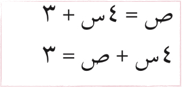 ص = ٤س + ٣
٤س + ص = ٣